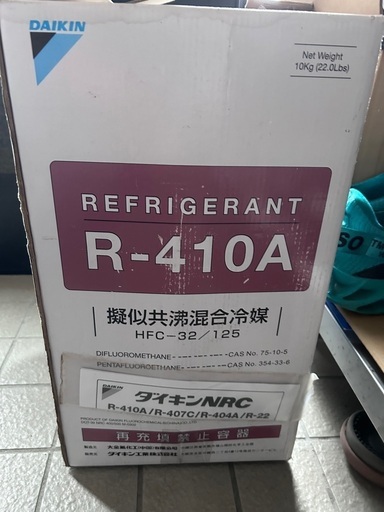 DAIKIN
Net Weight
10Kg (22.0Lbs)
REFRIGERANT
R-410A
擬似共沸混合冷媒
HFC-32/125
DIFLUOROMETHANE CAS No. 75-10-5
PENTAFLUOROETHANE CAS No. 354-33-6
DAIKIN
ダイキンNRC
R-410A/R-407C/R-404A/R-22
再充填禁止容器
ダイキン工業株式会社
SO